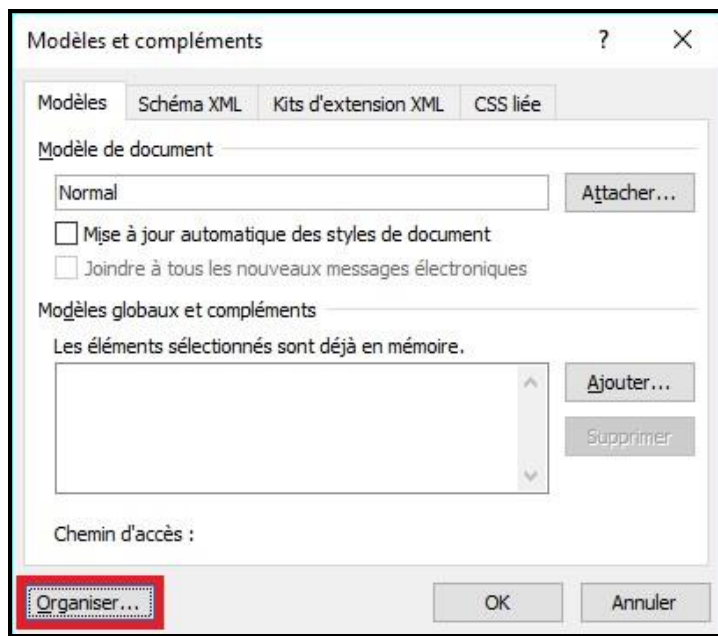 Modèles et compléments ?
Modèles Schéma XML Kits d'extension XML CSS liée
Modèle de document
Normal Attacher...
Mise à jour automatique des styles de document
Joindre à tous les nouveaux messages électroniques
Modèles globaux et compléments
Les éléments sélectionnés sont déjà en mémoire.
Ajouter...
Supprimer
Chemin d'accès :
Organiser... OK Annuler